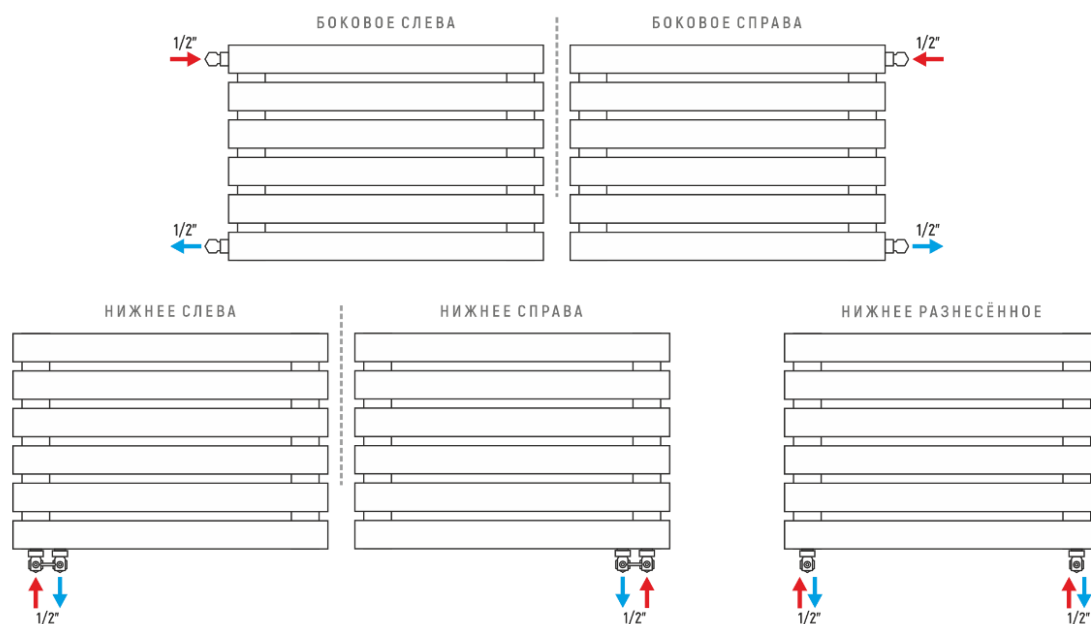 БОКОВОЕ СЛЕВА
БОКОВОЕ СПРАВА
1/2"
1/2"
1/2"
1/2"
НИЖНЕЕ СЛЕВА
НИЖНЕЕ СПРАВА
НИЖНЕЕ РАЗНЕСЁННОЕ
1/2"
1/2"
1/2"
1/2"